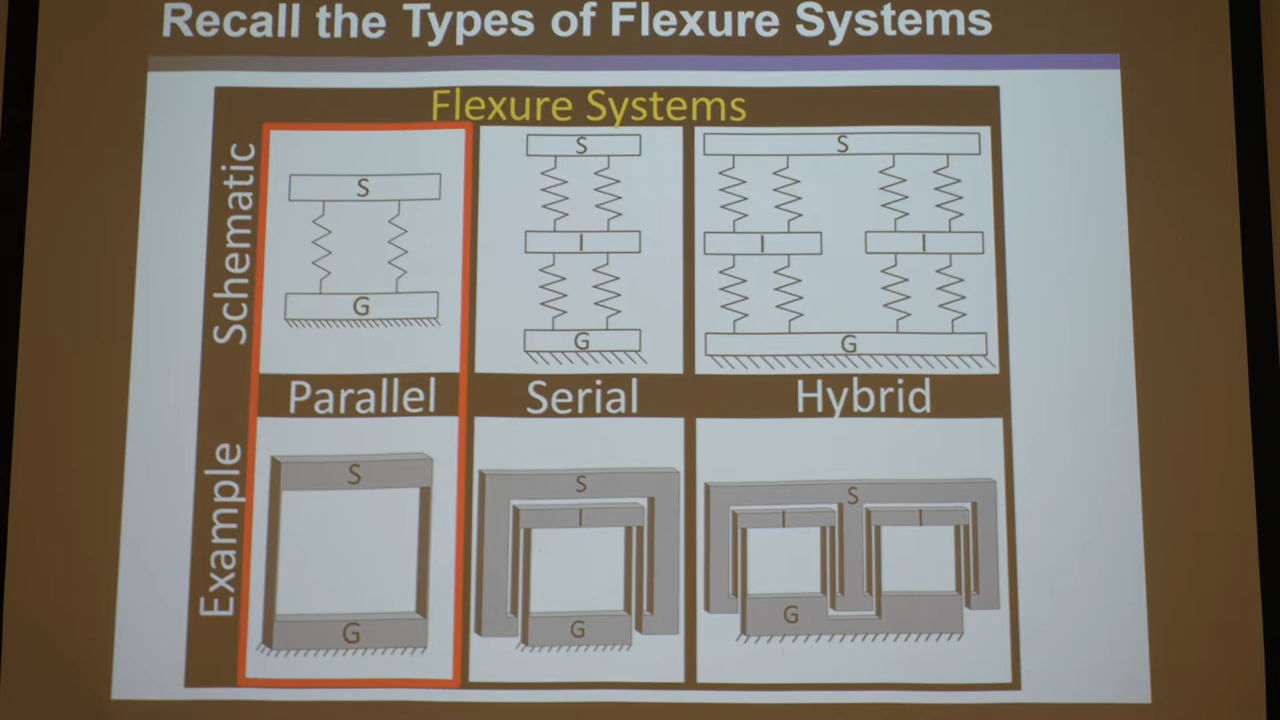 Recall the Types of Flexure Systems
Flexure Systems
Schematic
S
G
S
I
G
S
I
I
G
Parallel
Serial
Hybrid
Example
S
G
S
I
G
S
I
I
G